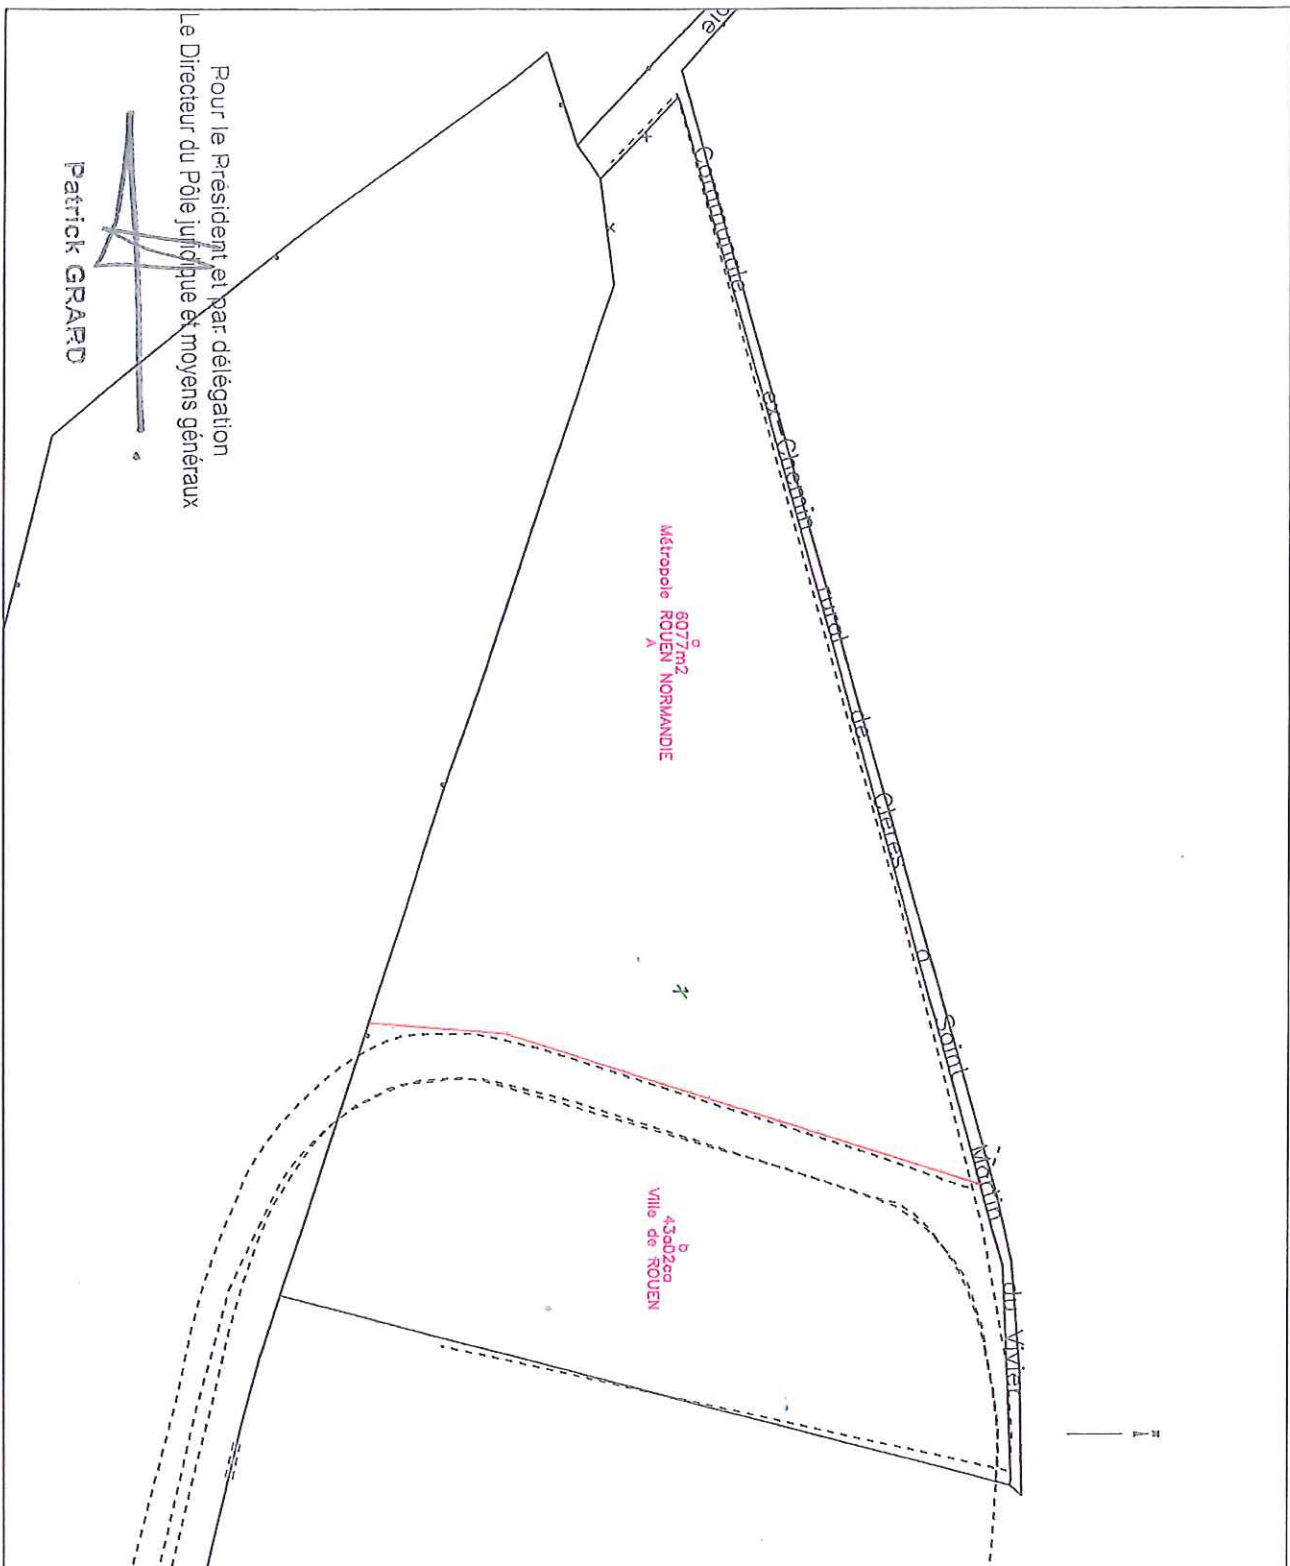 Communale ex Chemin rural de Clères à Saint Martin du Vivier
a
6077m2
Métropole ROUEN NORMANDIE
A
b
43a02ca
Ville de ROUEN
Pour le Président et par délégation
Le Directeur du Pôle juridique et moyens généraux
Patrick GRARD